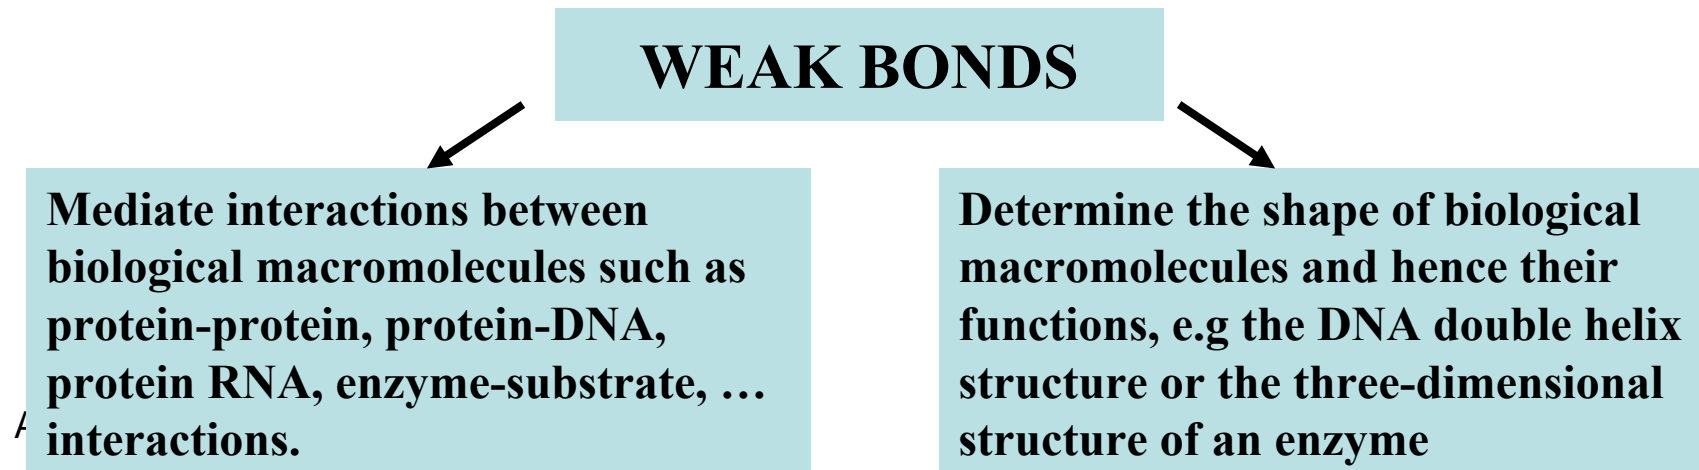 WEAK BONDS
Mediate interactions between
biological macromolecules such as
protein-protein, protein-DNA,
protein RNA, enzyme-substrate, …
interactions.
Determine the shape of biological
macromolecules and hence their
functions, e.g the DNA double helix
structure or the three-dimensional
structure of an enzyme